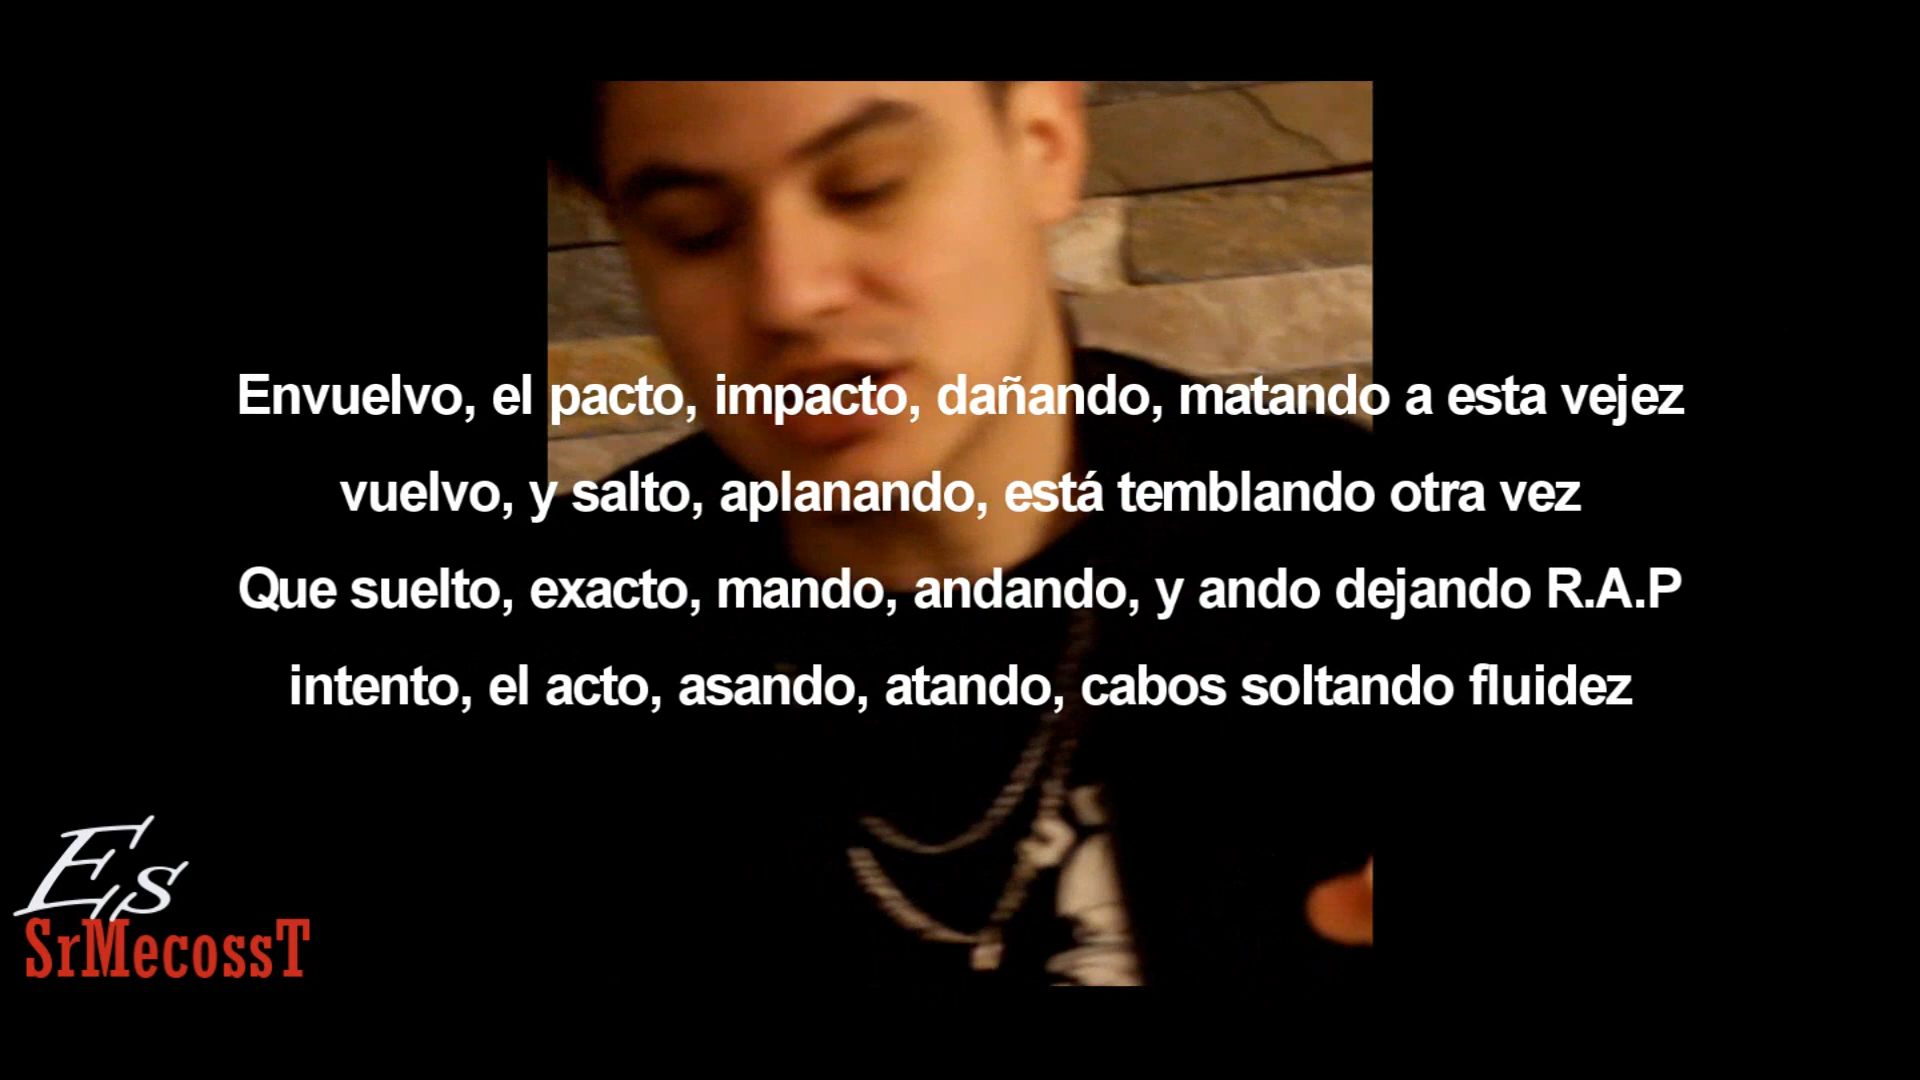 Envuelvo, el pacto, impacto, dañando, matando a esta vejez
vuelvo, y salto, aplanando, está temblando otra vez
Que suelto, exacto, mando, andando, y ando dejando R.A.P
intento, el acto, asando, atando, cabos soltando fluidez
Es
SrMecossT